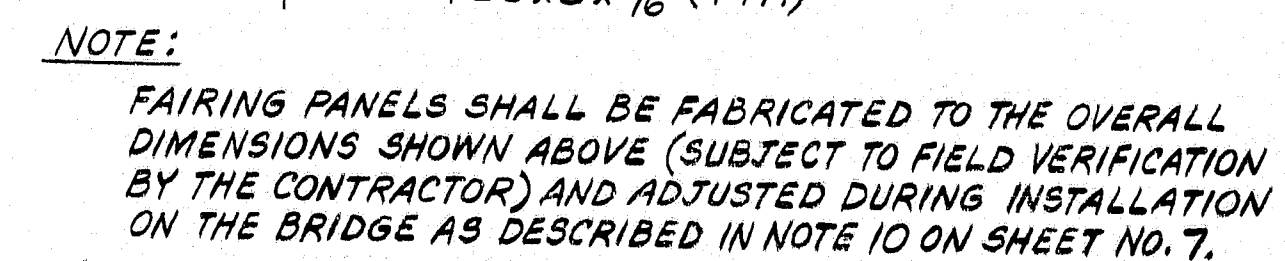 NOTE:
FAIRING PANELS SHALL BE FABRICATED TO THE OVERALL
DIMENSIONS SHOWN ABOVE (SUBJECT TO FIELD VERIFICATION
BY THE CONTRACTOR) AND ADJUSTED DURING INSTALLATION
ON THE BRIDGE AS DESCRIBED IN NOTE 10 ON SHEET NO. 7.